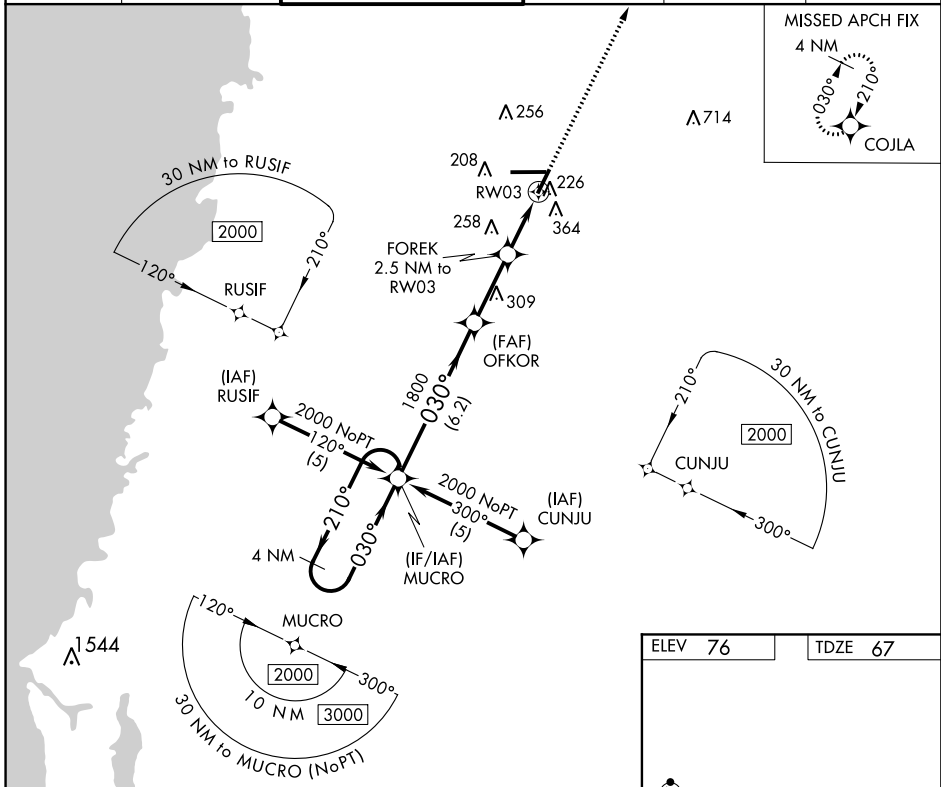 MISSED APCH FIX
4 NM
030°
210°
COJLA
256
714
208
RW03
226
364
258
FOREK
2.5 NM to
RW03
309
(FAF)
OFKOR
30 NM to RUSIF
2000
120°
210°
RUSIF
(IAF)
RUSIF
2000 NoPT
120°
(5)
1800
030°
(6.2)
2000 NoPT
300°
(5)
(IAF)
CUNJU
210°
030°
4 NM
(IF/IAF)
MUCRO
30 NM to CUNJU
210°
2000
CUNJU
300°
1544
120°
MUCRO
2000
300°
10 NM
3000
30 NM to MUCRO (NoPT)
ELEV 76
TDZE 67